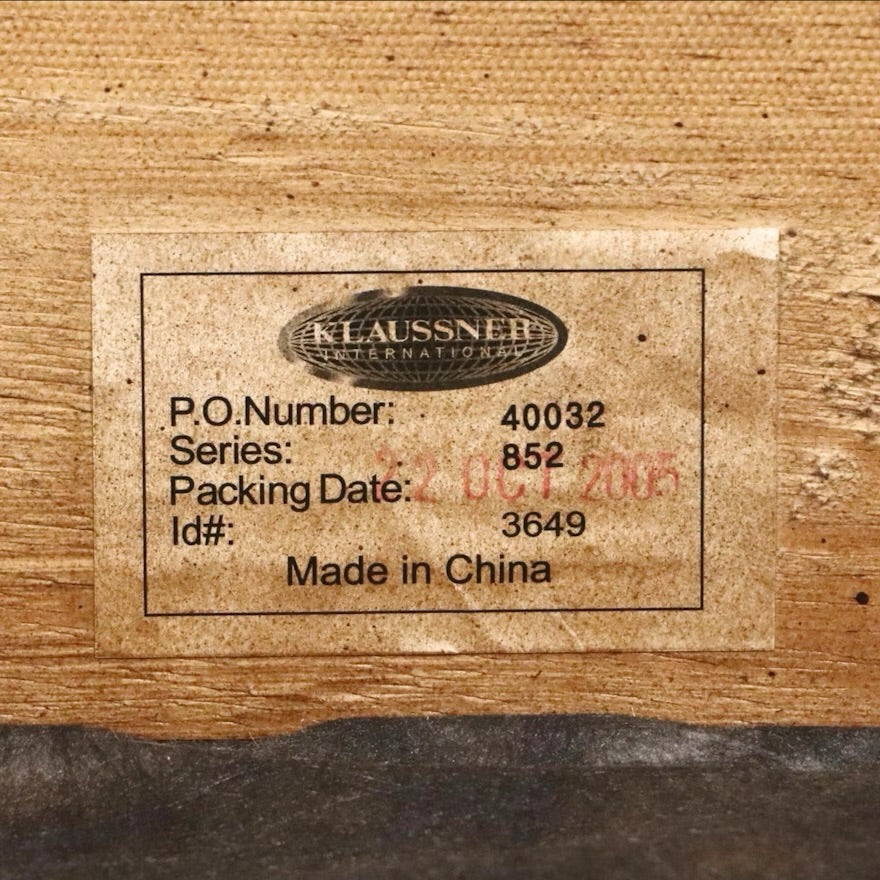 KLAUSSNER
INTERNATIONAL
P.O.Number: 40032
Series: 852
Packing Date: 22 OCT 2005
Id#: 3649
Made in China